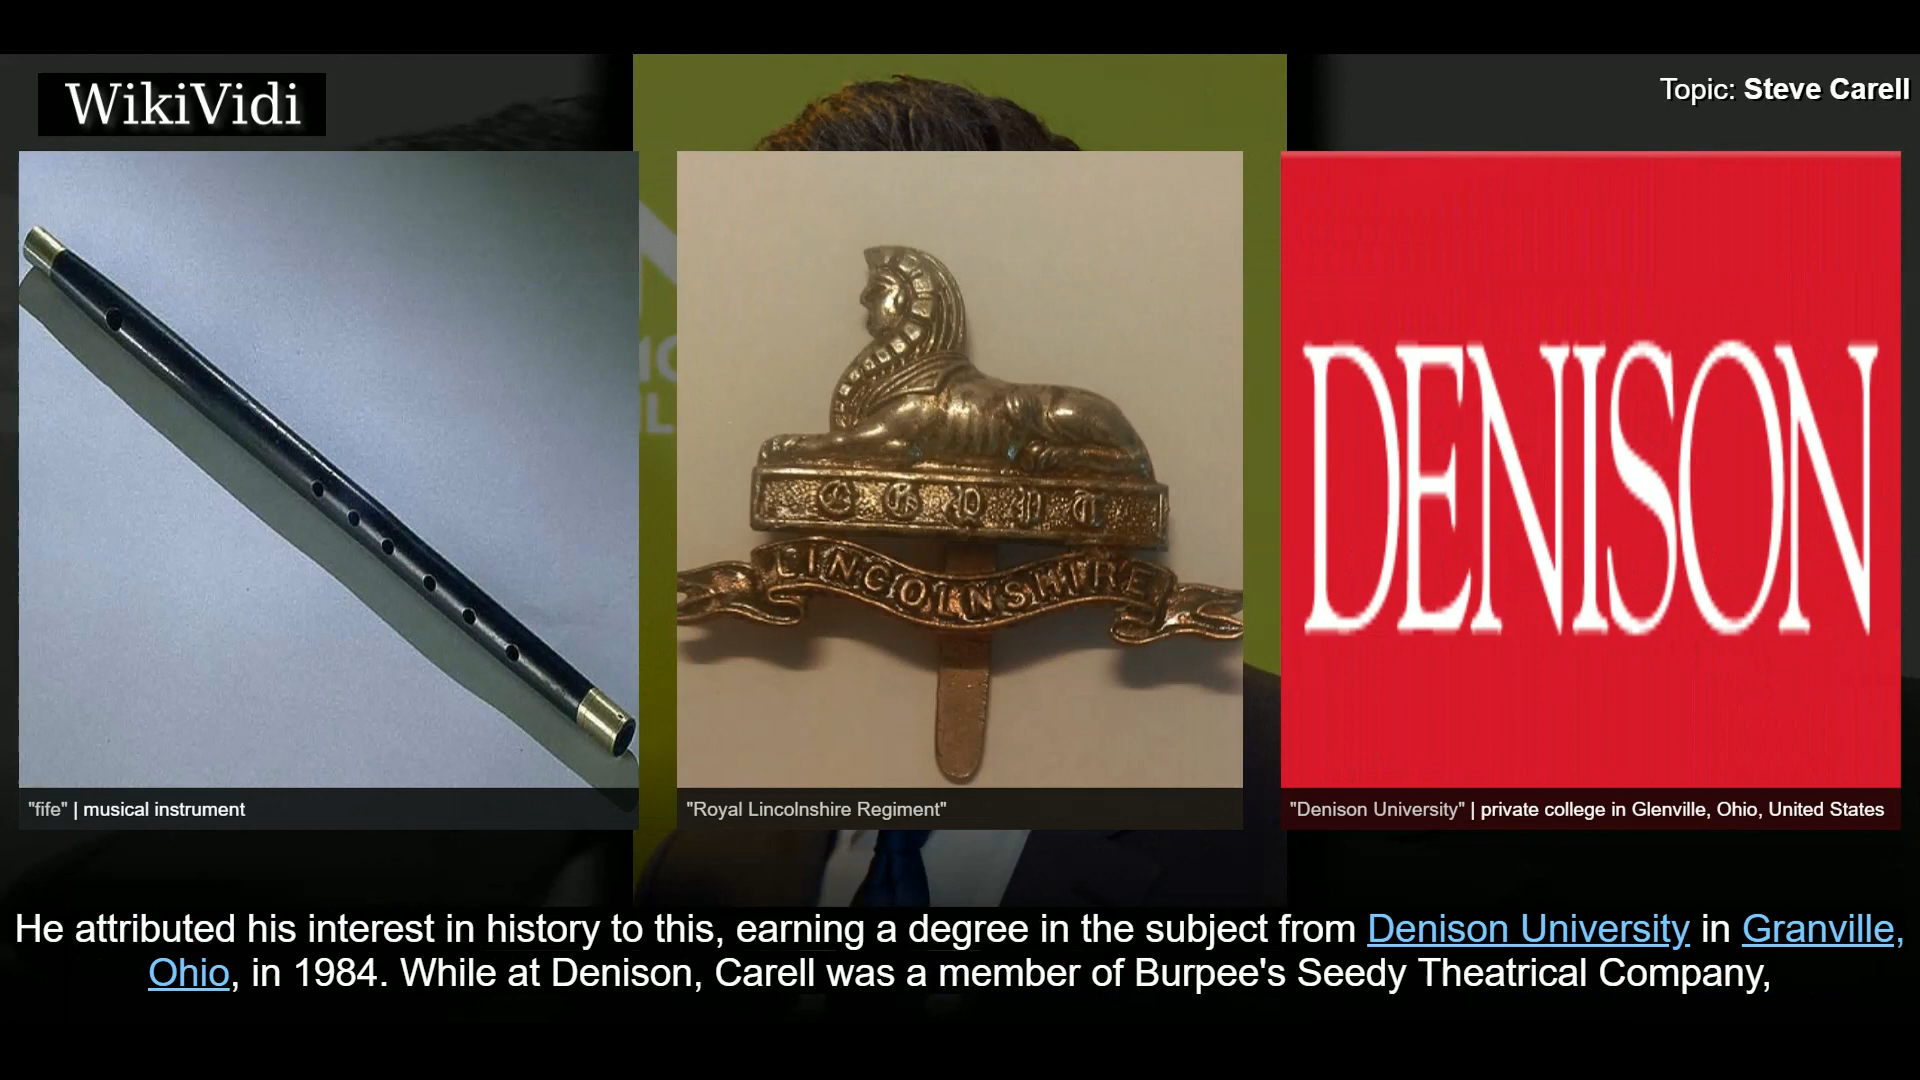 WikiVidi
Topic: Steve Carell
EGYPT
LINCOLNSHIRE
DENISON
"fife" | musical instrument
"Royal Lincolnshire Regiment"
"Denison University" | private college in Glenville, Ohio, United States
He attributed his interest in history to this, earning a degree in the subject from Denison University in Granville,
Ohio, in 1984. While at Denison, Carell was a member of Burpee's Seedy Theatrical Company,